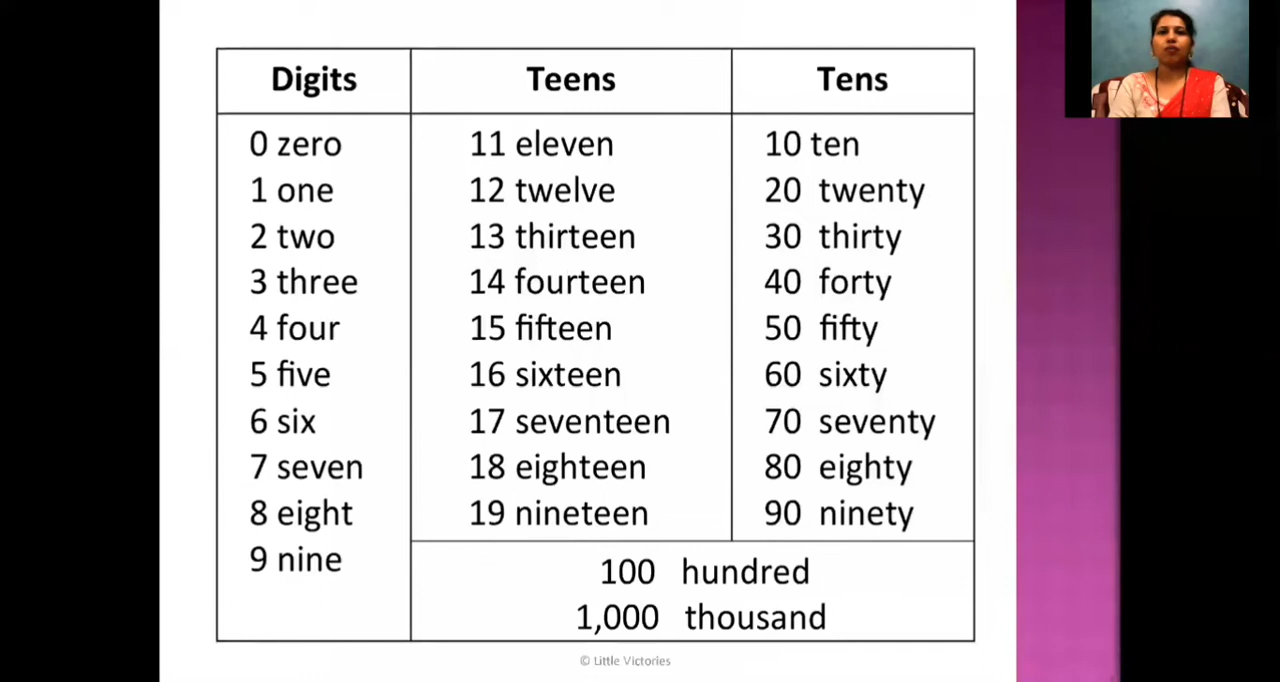 Digits Teens Tens
0 zero 11 eleven 10 ten
1 one 12 twelve 20 twenty
2 two 13 thirteen 30 thirty
3 three 14 fourteen 40 forty
4 four 15 fifteen 50 fifty
5 five 16 sixteen 60 sixty
6 six 17 seventeen 70 seventy
7 seven 18 eighteen 80 eighty
8 eight 19 nineteen 90 ninety
9 nine
100 hundred
1,000 thousand
© Little Victories